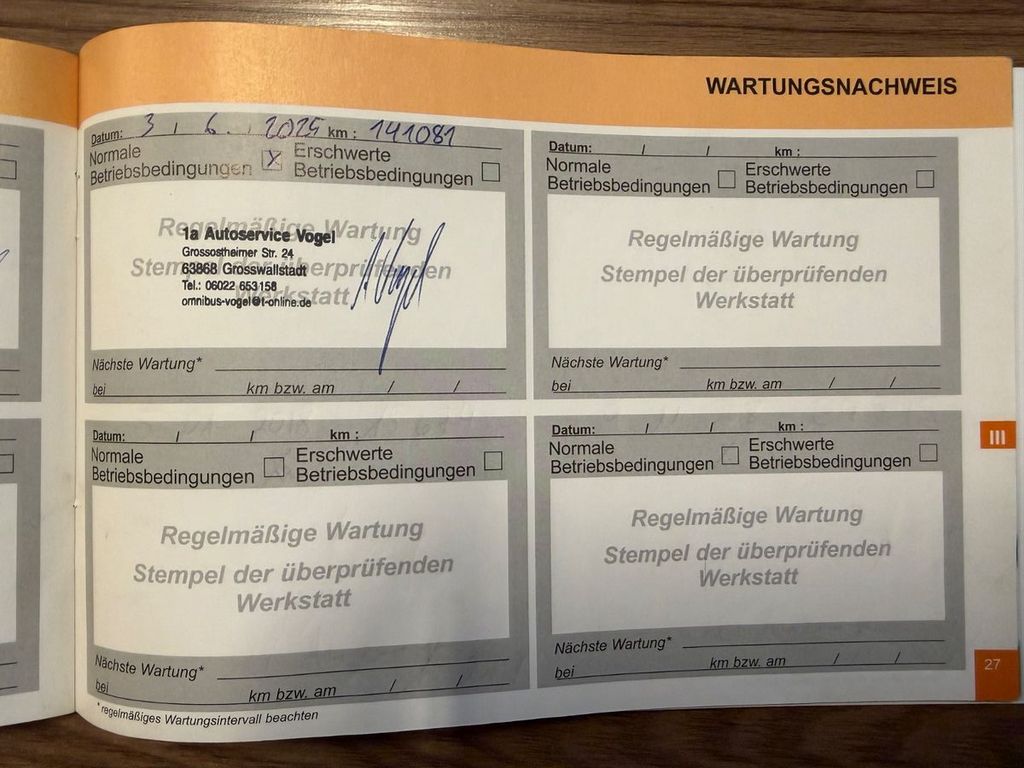 WARTUNGSNACHWEIS
Datum: 3 / 6. / 2025 km : 141081
Normale Betriebsbedingungen X Erschwerte Betriebsbedingungen
Regelmäßige Wartung
Stempel der überprüfenden
Werkstatt
1a Autoservice Vogel
Grossostheimer Str. 24
63868 Grosswallstadt
Tel.: 06022 653158
omnibus-vogel@t-online.de
Vogel
Nächste Wartung*
bei km bzw. am / /
Datum: / / km :
Normale Betriebsbedingungen Erschwerte Betriebsbedingungen
Regelmäßige Wartung
Stempel der überprüfenden
Werkstatt
Nächste Wartung*
bei km bzw. am / /
Datum: / / km :
Normale Betriebsbedingungen Erschwerte Betriebsbedingungen
Regelmäßige Wartung
Stempel der überprüfenden
Werkstatt
Nächste Wartung*
bei km bzw. am / /
Datum: / / km :
Normale Betriebsbedingungen Erschwerte Betriebsbedingungen
Regelmäßige Wartung
Stempel der überprüfenden
Werkstatt
Nächste Wartung*
bei km bzw. am / /
*regelmäßiges Wartungsintervall beachten
III
27